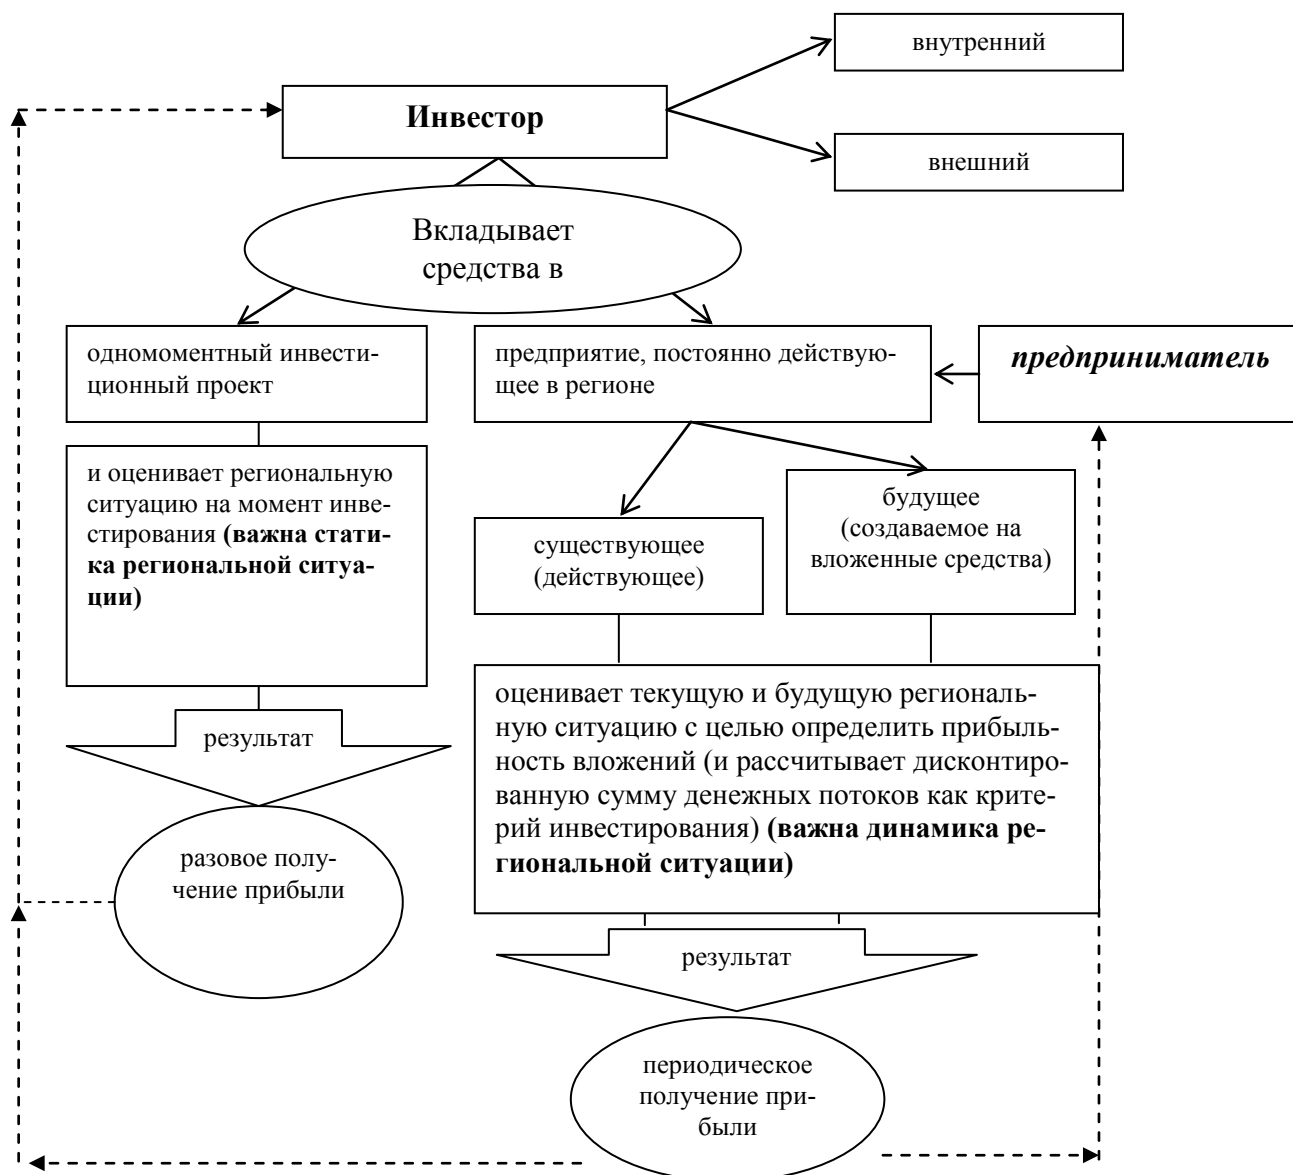 внутренний
Инвестор
внешний
Вкладывает
средства в
одномоментный инвести-
ционный проект
предприятие, постоянно действую-
щее в регионе
предприниматель
и оценивает региональную
ситуацию на момент инве-
стирования (важна стати-
ка региональной ситуа-
ции)
существующее
(действующее)
будущее
(создаваемое на
вложенные средства)
оценивает текущую и будущую региональ-
ную ситуацию с целью определить прибыль-
ность вложений (и рассчитывает дисконтиро-
ванную сумму денежных потоков как крите-
рий инвестирования) (важна динамика ре-
гиональной ситуации)
результат
разовое полу-
чение прибыли
результат
периодическое
получение при-
были